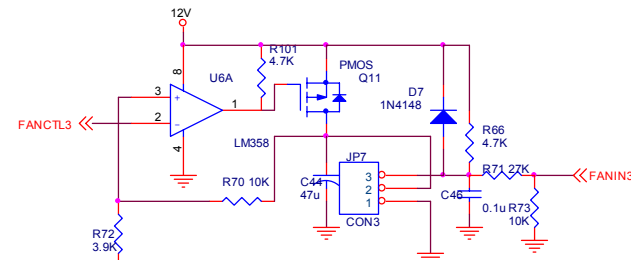 12V
R101
4.7K
PMOS
Q11
U6A
8
3
+
1
2
-
4
D7
1N4148
FANCTL3
LM358
R66
4.7K
JP7
R70 10K
C44
47u
3
2
1
CON3
R71 27K
FANIN3
C46
0.1u
R73
10K
R72
3.9K